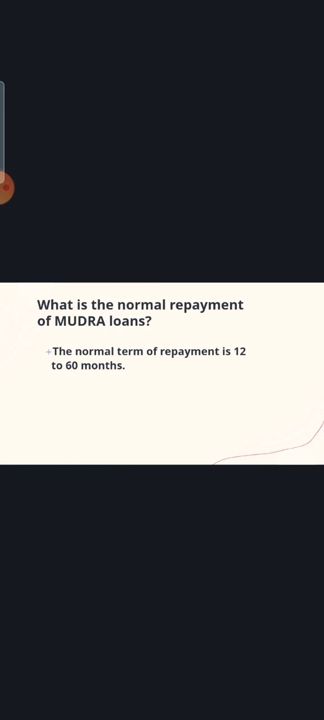 What is the normal repayment
of MUDRA loans?
+The normal term of repayment is 12
to 60 months.